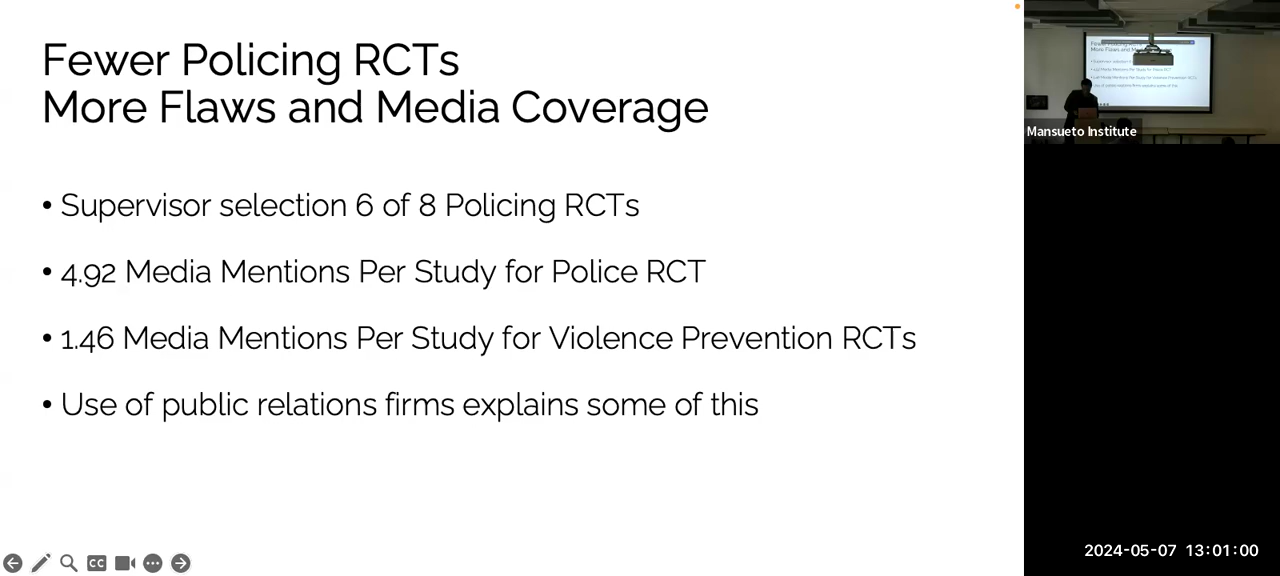 Fewer Policing RCTs
More Flaws and Media Coverage
• Supervisor selection 6 of 8 Policing RCTs
• 4.92 Media Mentions Per Study for Police RCT
• 1.46 Media Mentions Per Study for Violence Prevention RCTs
• Use of public relations firms explains some of this
CC
Mansueto Institute
2024-05-07 13:01:00